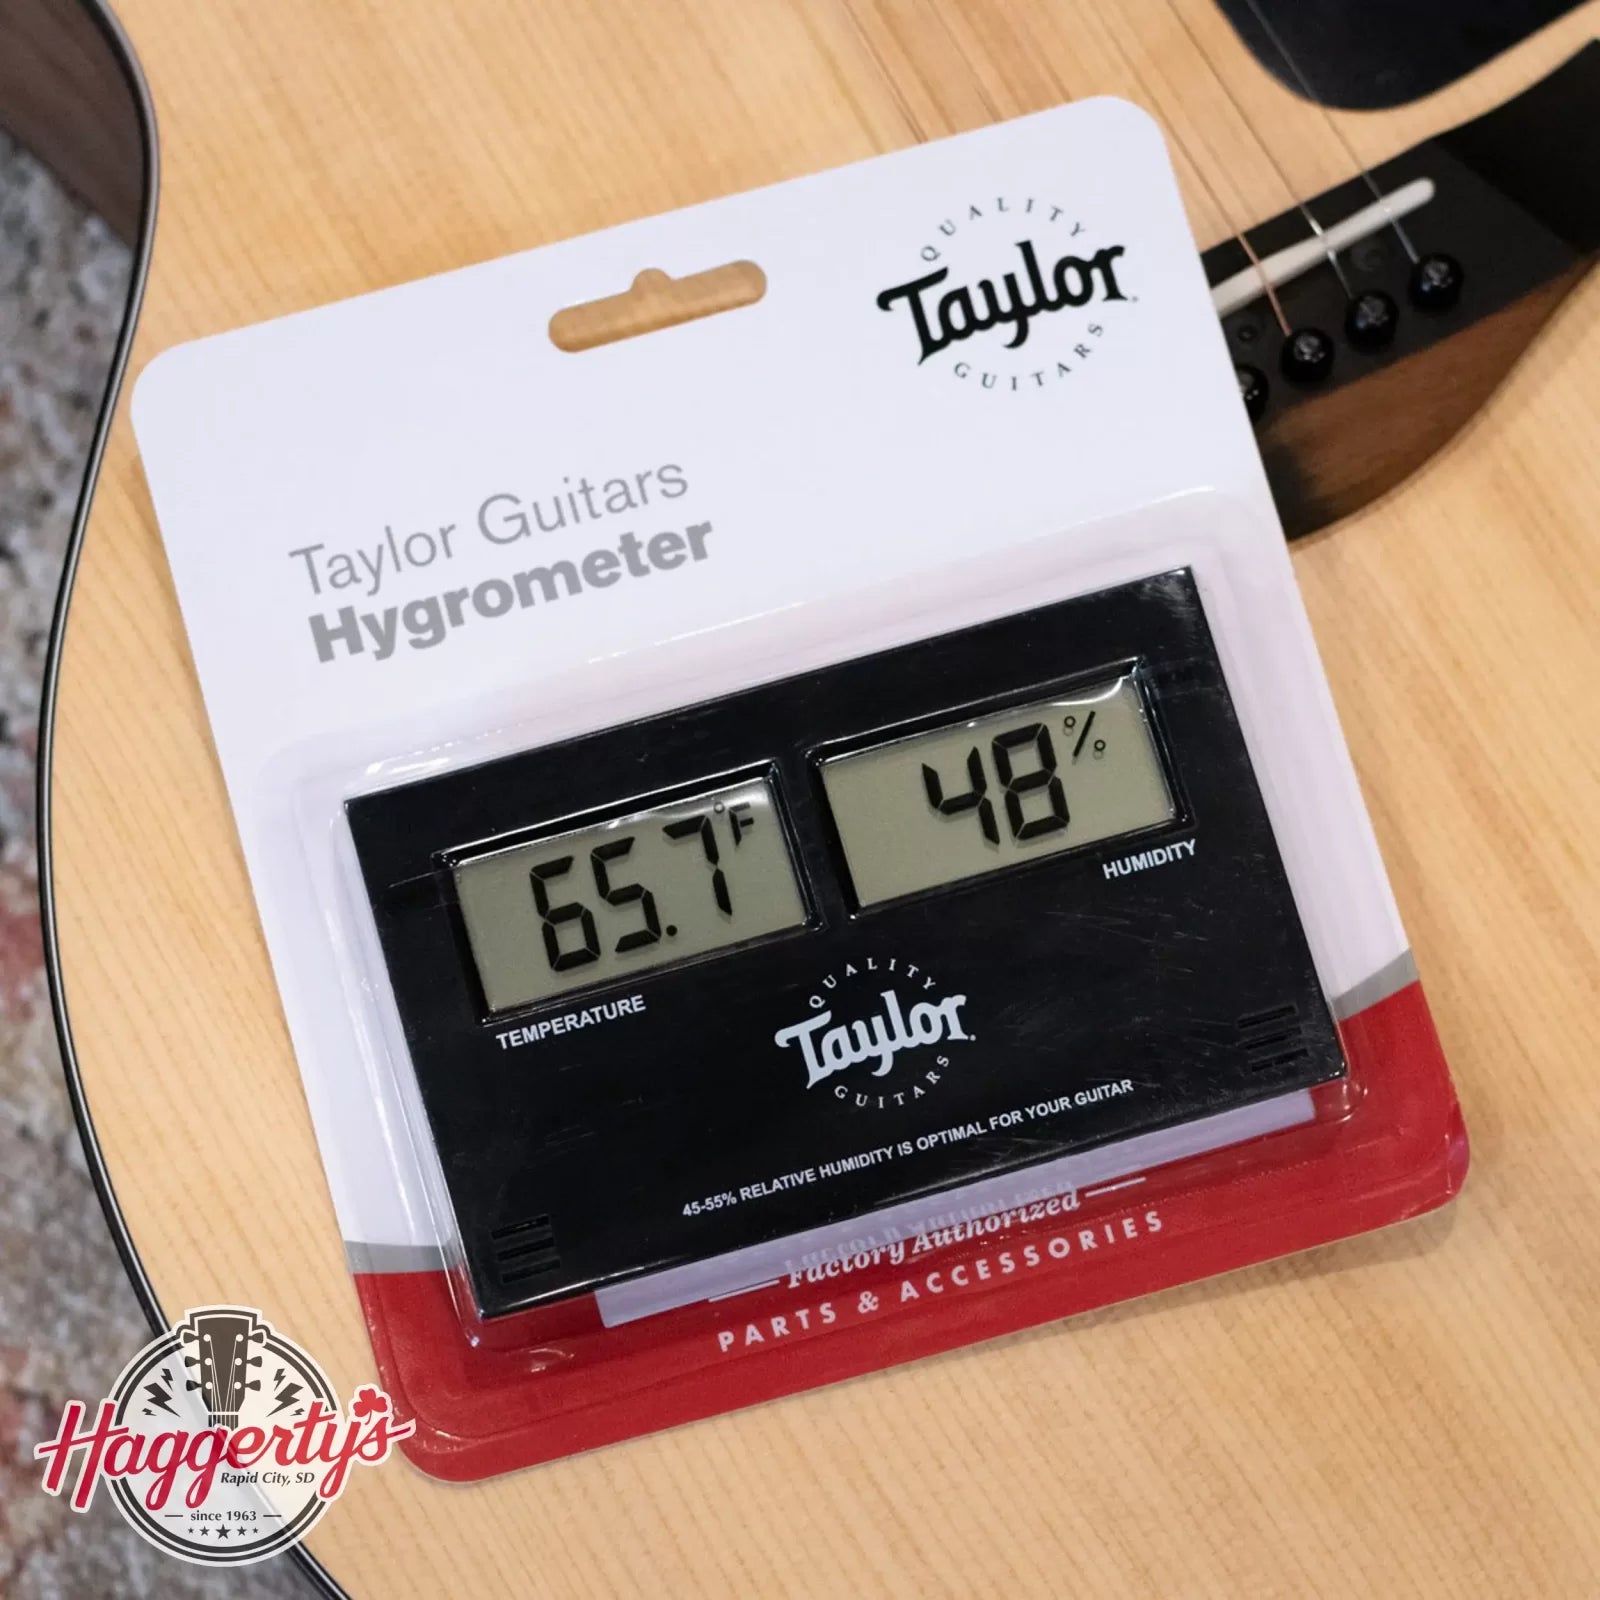 QUALITY
Taylor
GUITARS
Taylor Guitars
Hygrometer
65.7°F
48%
TEMPERATURE
HUMIDITY
QUALITY
Taylor
GUITARS
45-55% RELATIVE HUMIDITY IS OPTIMAL FOR YOUR GUITAR
Factory Authorized
PARTS & ACCESSORIES
Haggerty's
Rapid City, SD
since 1963